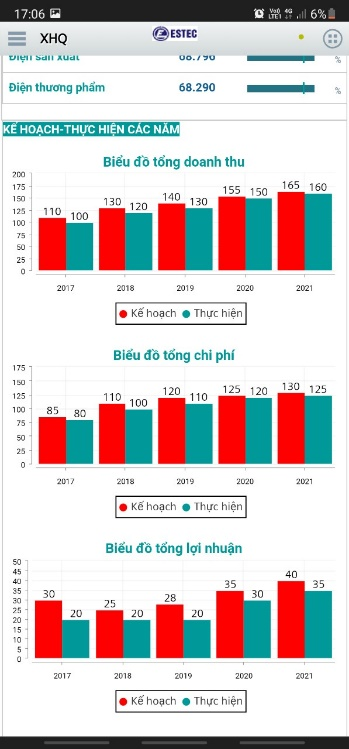 17:06
Vo)) 4G
LTE1
6%
XHQ
ESTEC
Điện sản xuất 68.796 %
Điện thương phẩm 68.290 %
KẾ HOẠCH-THỰC HIỆN CÁC NĂM
Biểu đồ tổng doanh thu
200
175
150
125
100
75
50
25
0
110 100 130 120 140 130 155 150 165 160
2017 2018 2019 2020 2021
Kế hoạch Thực hiện
Biểu đồ tổng chi phí
175
150
125
100
75
50
25
0
85 80 110 100 120 110 125 120 130 125
2017 2018 2019 2020 2021
Kế hoạch Thực hiện
Biểu đồ tổng lợi nhuận
50
45
40
35
30
25
20
15
10
5
0
30 20 25 20 28 20 35 30 40 35
2017 2018 2019 2020 2021
Kế hoạch Thực hiện